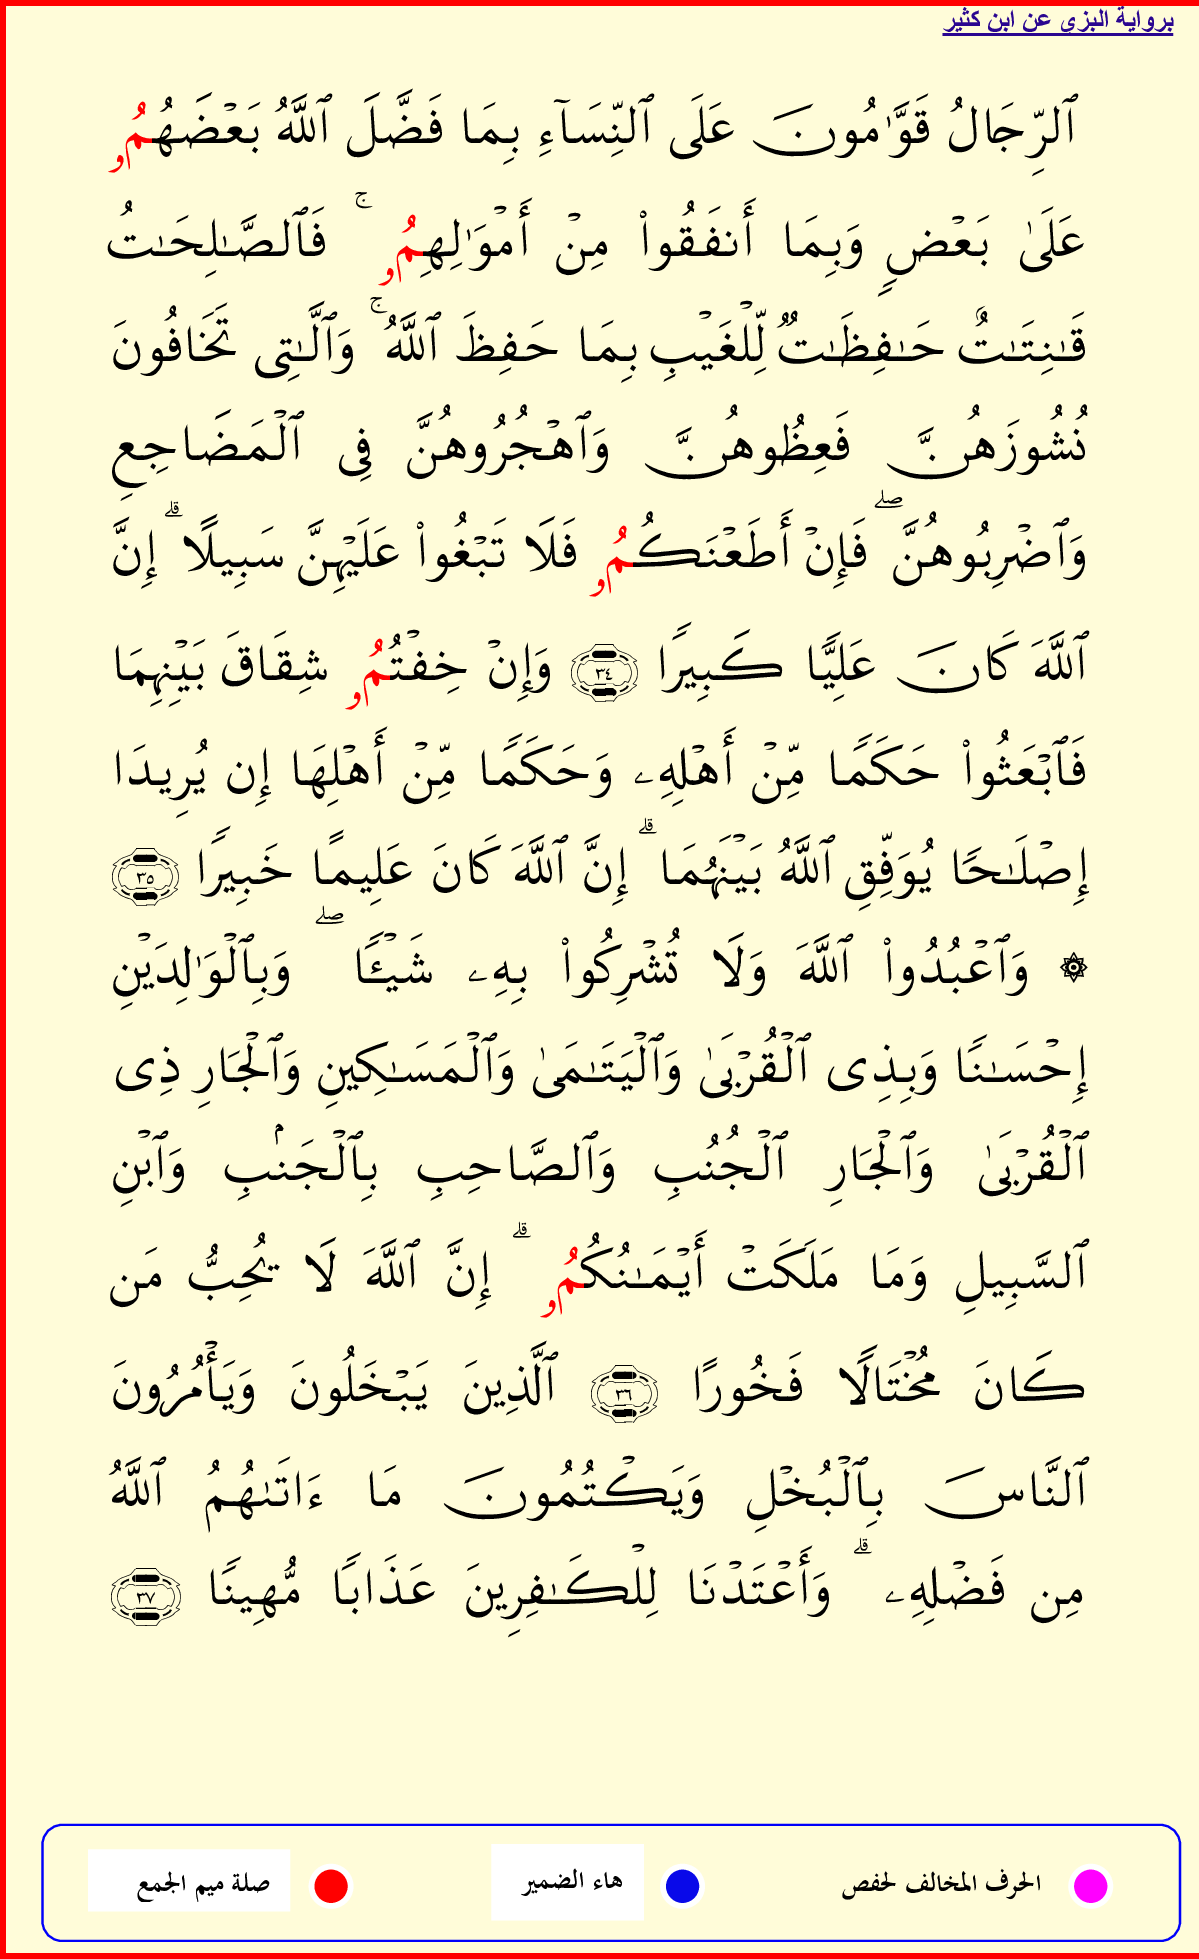 برواية البزي عن ابن كثير
ٱلرِّجَالُ قَوَّٰمُونَ عَلَى ٱلنِّسَآءِ بِمَا فَضَّلَ ٱللَّهُ بَعۡضَهُمُۥ
عَلَىٰ بَعۡضٖ وَبِمَآ أَنفَقُواْ مِنۡ أَمۡوَٰلِهِمُۥۚ فَٱلصَّـٰلِحَـٰتُ
قَـٰنِتَـٰتٌ حَـٰفِظَـٰتٞ لِّلۡغَيۡبِ بِمَا حَفِظَ ٱللَّهُۚ وَٱلَّـٰتِى تَخَافُونَ
نُشُوزَهُنَّ فَعِظُوهُنَّ وَٱهۡجُرُوهُنَّ فِى ٱلۡمَضَاجِعِ
وَٱضۡرِبُوهُنَّۖ فَإِنۡ أَطَعۡنَكُمُۥ فَلَا تَبۡغُواْ عَلَيۡهِنَّ سَبِيلًاۗ إِنَّ
ٱللَّهَ كَانَ عَلِيًّا كَبِيرًا ٣٤ وَإِنۡ خِفۡتُمُۥ شِقَاقَ بَيۡنِهِمَا
فَٱبۡعَثُواْ حَكَمًا مِّنۡ أَهۡلِهِۦ وَحَكَمًا مِّنۡ أَهۡلِهَا إِن يُرِيدَا
إِصۡلَـٰحًا يُوَفِّقِ ٱللَّهُ بَيۡنَهُمَاۗ إِنَّ ٱللَّهَ كَانَ عَلِيمًا خَبِيرًا ٣٥
۞ وَٱعۡبُدُواْ ٱللَّهَ وَلَا تُشۡرِكُواْ بِهِۦ شَيۡـًٔاۖ وَبِٱلۡوَٰلِدَيۡنِ
إِحۡسَـٰنًا وَبِذِى ٱلۡقُرۡبَىٰ وَٱلۡيَتَـٰمَىٰ وَٱلۡمَسَـٰكِينِ وَٱلۡجَارِ ذِى
ٱلۡقُرۡبَىٰ وَٱلۡجَارِ ٱلۡجُنُبِ وَٱلصَّاحِبِ بِٱلۡجَنۢبِ وَٱبۡنِ
ٱلسَّبِيلِ وَمَا مَلَكَتۡ أَيۡمَـٰنُكُمُۥۗ إِنَّ ٱللَّهَ لَا يُحِبُّ مَن
كَانَ مُخۡتَالًا فَخُورًا ٣٦ ٱلَّذِينَ يَبۡخَلُونَ وَيَأۡمُرُونَ
ٱلنَّاسَ بِٱلۡبُخۡلِ وَيَكۡتُمُونَ مَا ءَاتَىٰهُمُ ٱللَّهُ
مِن فَضۡلِهِۦۗ وَأَعۡتَدۡنَا لِلۡكَـٰفِرِينَ عَذَابًا مُّهِينًا ٣٧
الحرف المخالف لحفص هاء الضمير صلة ميم الجمع